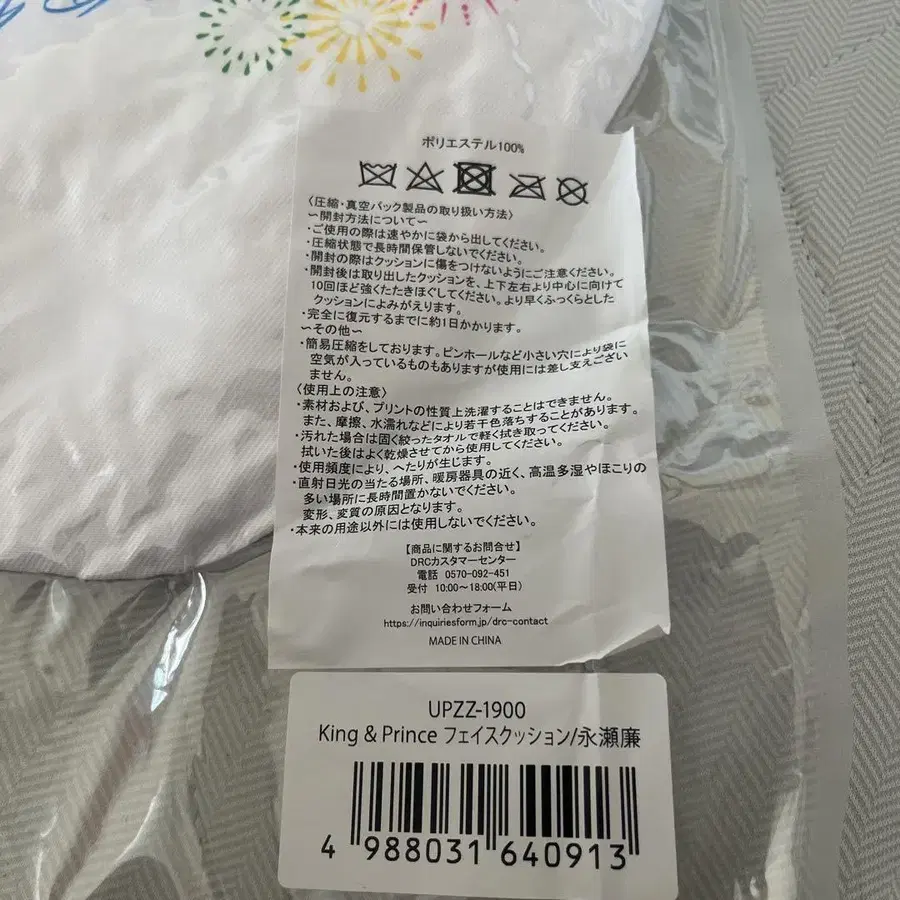 ポリエステル100%
〈圧縮・真空パック製品の取り扱い方法〉
～開封方法について～
・ご使用の際は速やかに袋から出してください。
・圧縮状態で長時間保管しないでください。
・開封の際はクッションに傷をつけないようにご注意ください。
・開封後は取り出したクッションを、上下左右より中心に向けて
10回ほど強くたたきほぐしてください。より早くふっくらとした
クッションによみがえります。
・完全に復元するまでに約1日かかります。
～その他～
・簡易圧縮をしております。ピンホールなど小さい穴により袋に
空気が入っているものもありますが使用には差し支えござい
ません。
〈使用上の注意〉
・素材および、プリントの性質上洗濯することはできません。
また、摩擦、水濡れなどにより若干色落ちすることがあります。
・汚れた場合は固く絞ったタオルで軽く拭き取ってください。
拭いた後はよく乾燥させてから使用してください。
・使用頻度により、へたりが生じます。
・直射日光の当たる場所、暖房器具の近く、高温多湿やほこりの
多い場所に長時間置かないでください。
変形、変質の原因となります。
・本来の用途以外には使用しないでください。
【商品に関するお問合せ】
DRCカスタマーセンター
電話 0570-092-451
受付 10:00～18:00(平日)
お問い合わせフォーム
https://inquiriesform.jp/drc-contact
MADE IN CHINA
UPZZ-1900
King & Prince フェイスクッション/永瀬廉
4 988031 640913